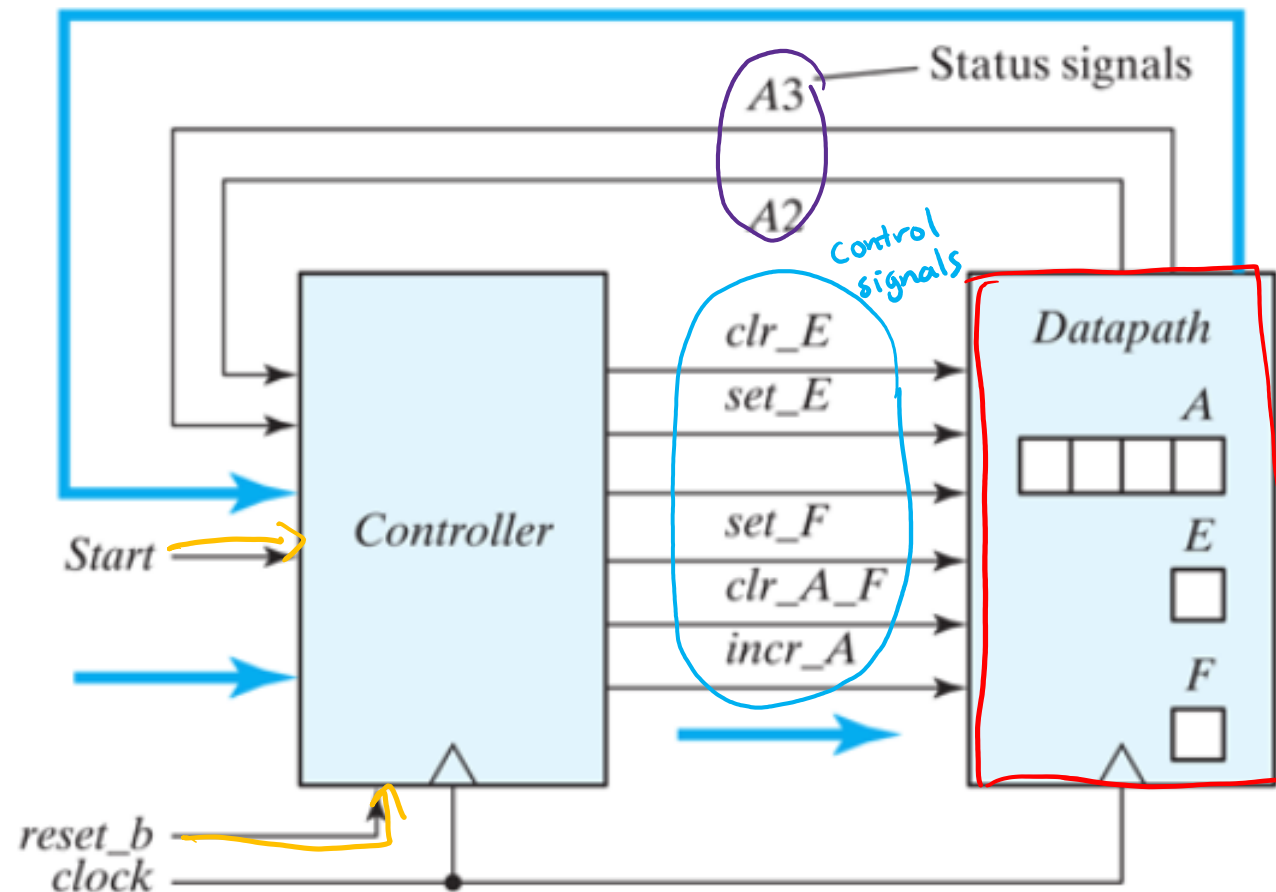 Status signals
A3
A2
control
signals
clr_E
set_E
set_F
clr_A_F
incr_A
Datapath
A
E
F
Controller
Start
reset_b
clock